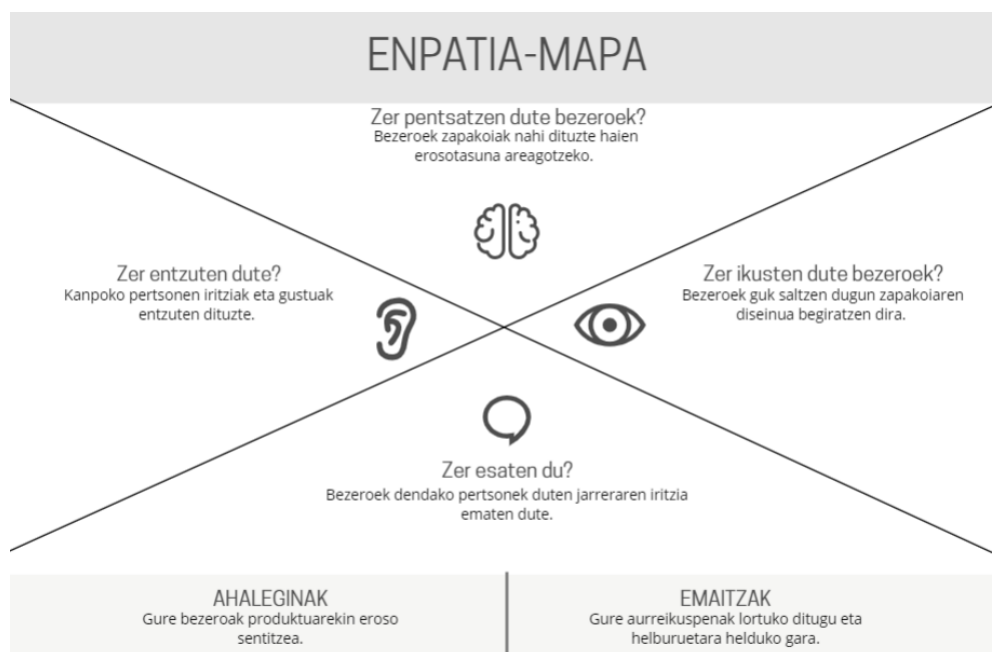 ENPATIA-MAPA
Zer pentsatzen dute bezeroek?
Bezeroek zapakoiak nahi dituzte haien
erosotasuna areagotzeko.
Zer entzuten dute?
Kanpoko pertsonen iritziak eta gustuak
entzuten dituzte.
Zer ikusten dute bezeroek?
Bezeroek guk saltzen dugun zapakoiaren
diseinua begiratzen dira.
Zer esaten du?
Bezeroek dendako pertsonek duten jarreraren iritzia
ematen dute.
AHALEGINAK
Gure bezeroak produktuarekin eroso
sentitzea.
EMAITZAK
Gure aurreikuspenak lortuko ditugu eta
helburuetara helduko gara.